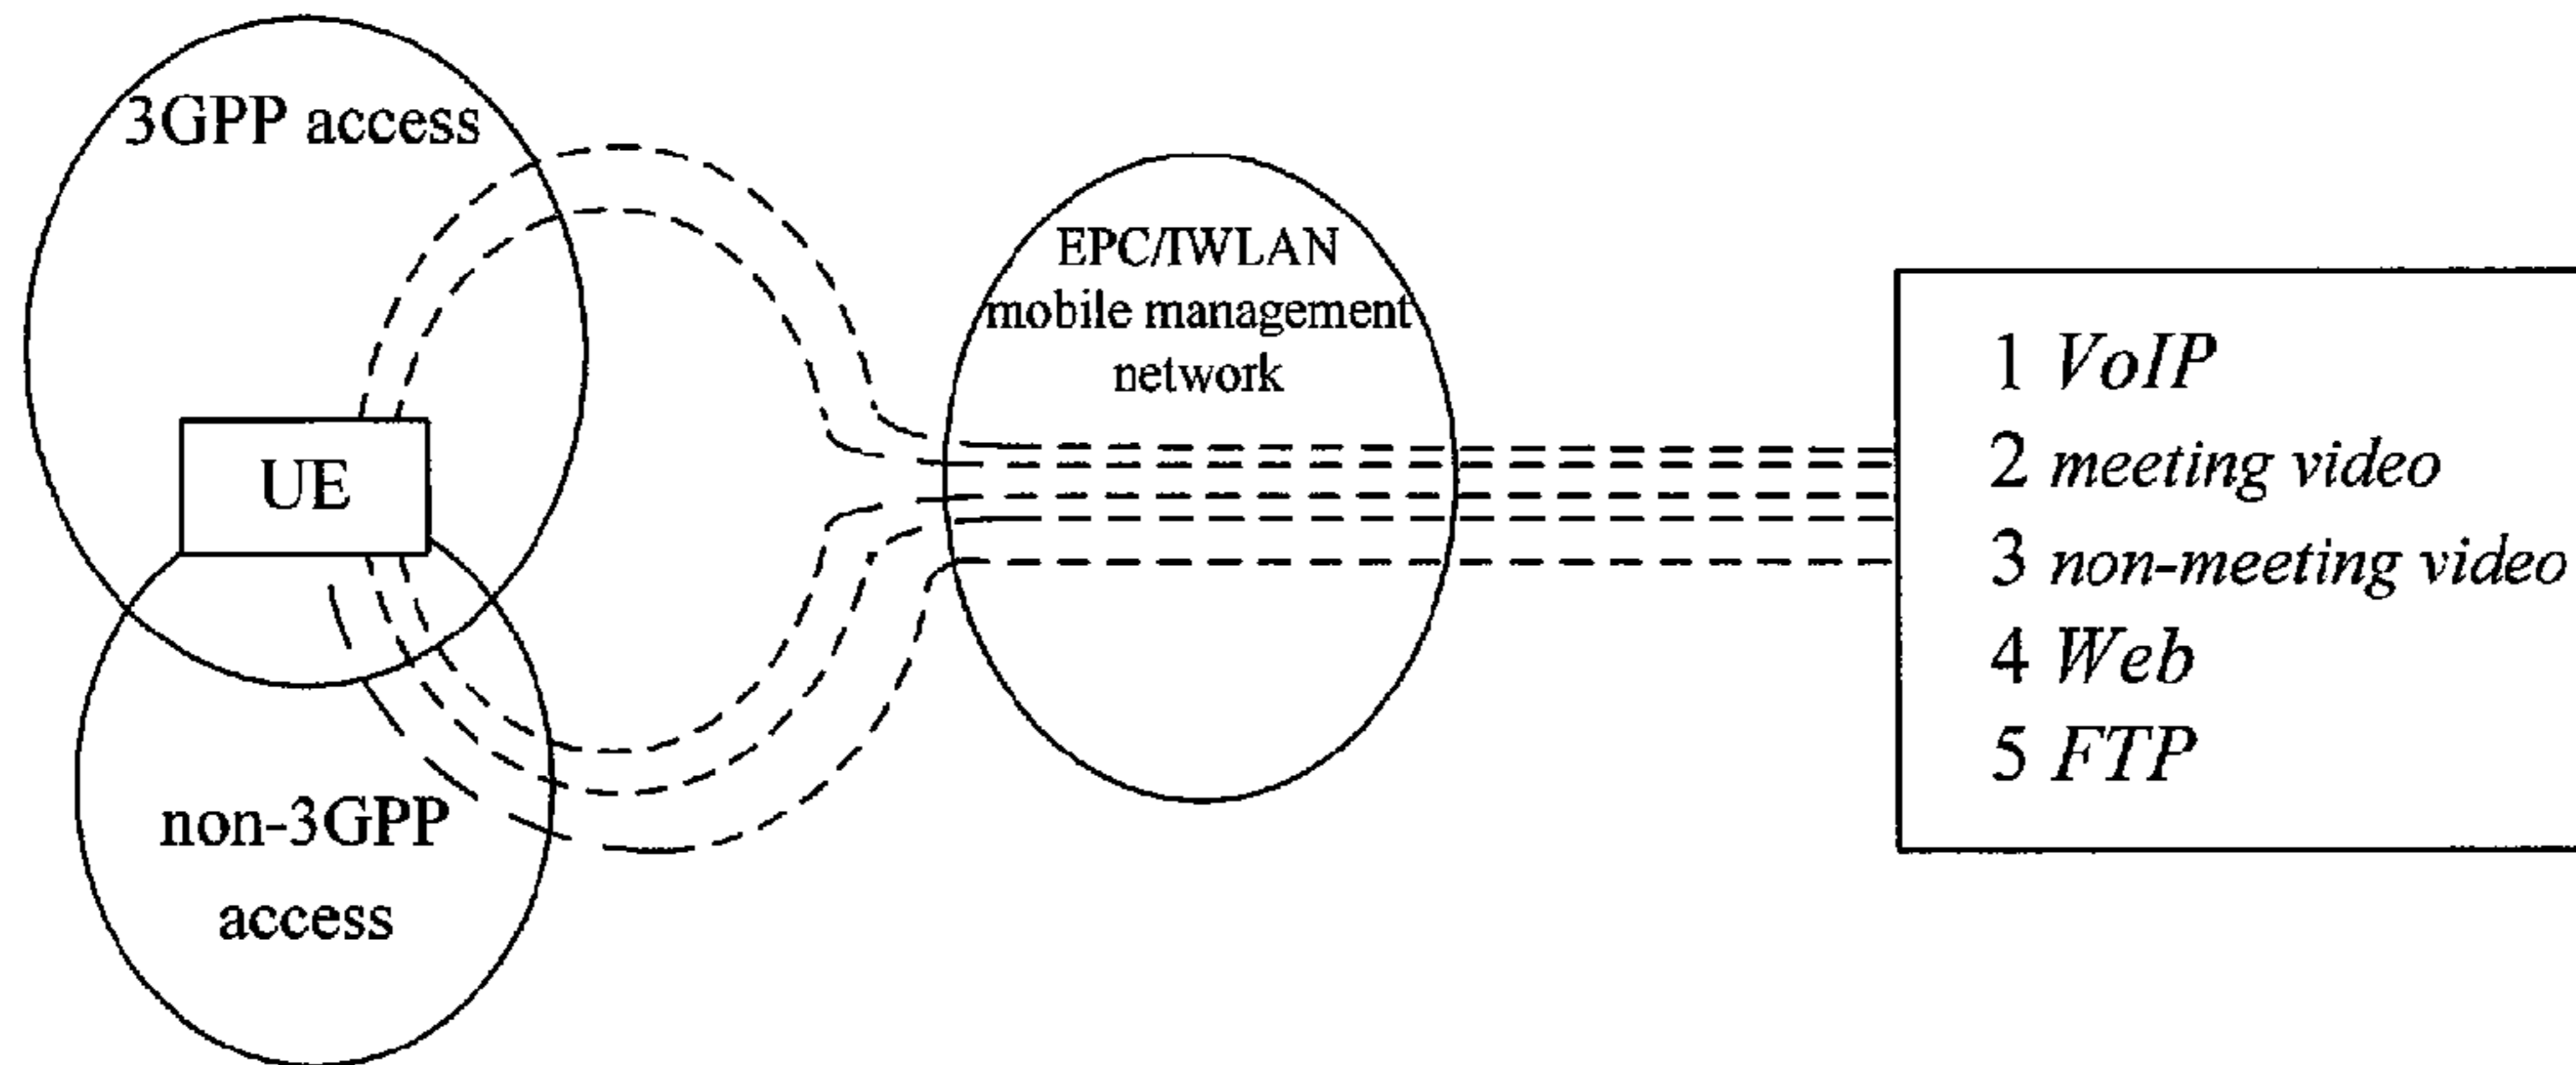 3GPP access
UE
non-3GPP
access
EPC/IWLAN
mobile management
network
1 VoIP
2 meeting video
3 non-meeting video
4 Web
5 FTP